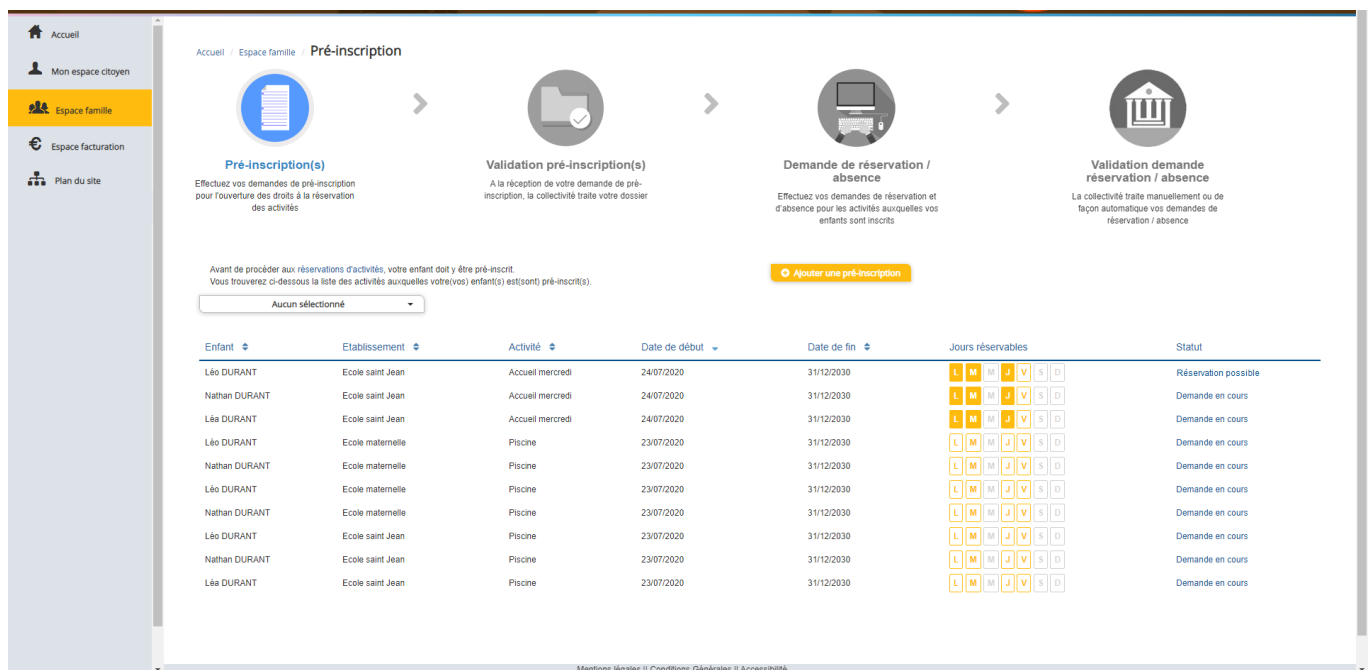 Accueil
Mon espace citoyen
Espace famille
Espace facturation
Plan du site
Accueil / Espace famille / Pré-inscription
Pré-inscription(s)
Effectuez vos demandes de pré-inscription
pour l'ouverture des droits à la réservation
des activités
Validation pré-inscription(s)
A la réception de votre demande de pré-
inscription, la collectivité traite votre dossier
Demande de réservation /
absence
Effectuez vos demandes de réservation et
d'absence pour les activités auxquelles vos
enfants sont inscrits
Validation demande
réservation / absence
La collectivité traite manuellement ou de
façon automatique vos demandes de
réservation / absence
Avant de procéder aux réservations d'activités, votre enfant doit y être pré-inscrit.
Vous trouverez ci-dessous la liste des activités auxquelles votre(vos) enfant(s) est(sont) pré-inscrit(s).
Ajouter une pré-inscription
Aucun sélectionné
Enfant Etablissement Activité Date de début Date de fin Jours réservables Statut
Léo DURANT Ecole saint Jean Accueil mercredi 24/07/2020 31/12/2030 L M M J V S D Réservation possible
Nathan DURANT Ecole saint Jean Accueil mercredi 24/07/2020 31/12/2030 L M M J V S D Demande en cours
Léa DURANT Ecole saint Jean Accueil mercredi 24/07/2020 31/12/2030 L M M J V S D Demande en cours
Léo DURANT Ecole maternelle Piscine 23/07/2020 31/12/2030 L M M J V S D Demande en cours
Nathan DURANT Ecole maternelle Piscine 23/07/2020 31/12/2030 L M M J V S D Demande en cours
Léo DURANT Ecole maternelle Piscine 23/07/2020 31/12/2030 L M M J V S D Demande en cours
Nathan DURANT Ecole maternelle Piscine 23/07/2020 31/12/2030 L M M J V S D Demande en cours
Léo DURANT Ecole saint Jean Piscine 23/07/2020 31/12/2030 L M M J V S D Demande en cours
Nathan DURANT Ecole saint Jean Piscine 23/07/2020 31/12/2030 L M M J V S D Demande en cours
Léa DURANT Ecole saint Jean Piscine 23/07/2020 31/12/2030 L M M J V S D Demande en cours
Mentions légales || Conditions Générales || Accessibilité